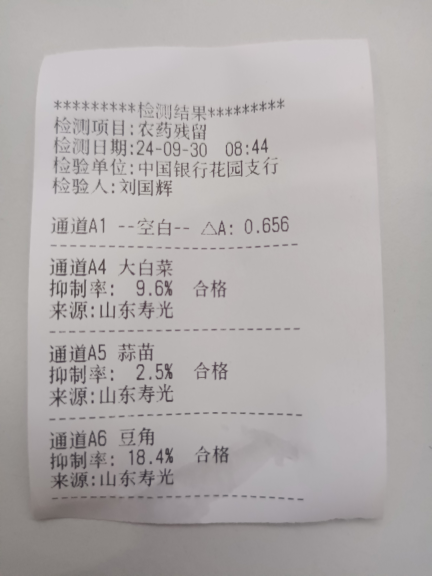 *********检测结果*********
检测项目:农药残留
检测日期:24-09-30 08:44
检验单位:中国银行花园支行
检验人:刘国辉
通道A1 --空白-- △A: 0.656
通道A4 大白菜
抑制率: 9.6% 合格
来源:山东寿光
通道A5 蒜苗
抑制率: 2.5% 合格
来源:山东寿光
通道A6 豆角
抑制率: 18.4% 合格
来源:山东寿光